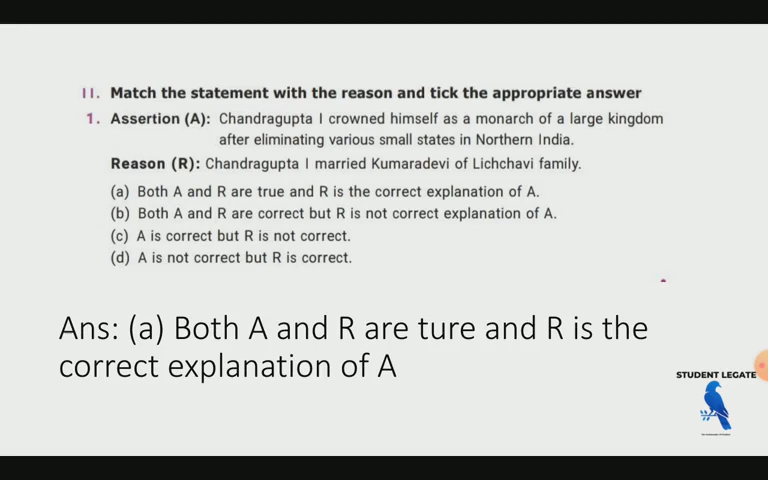 II. Match the statement with the reason and tick the appropriate answer
1. Assertion (A): Chandragupta I crowned himself as a monarch of a large kingdom
after eliminating various small states in Northern India.
Reason (R): Chandragupta I married Kumaradevi of Lichchavi family.
(a) Both A and R are true and R is the correct explanation of A.
(b) Both A and R are correct but R is not correct explanation of A.
(c) A is correct but R is not correct.
(d) A is not correct but R is correct.
Ans: (a) Both A and R are ture and R is the
correct explanation of A
STUDENT LEGATE